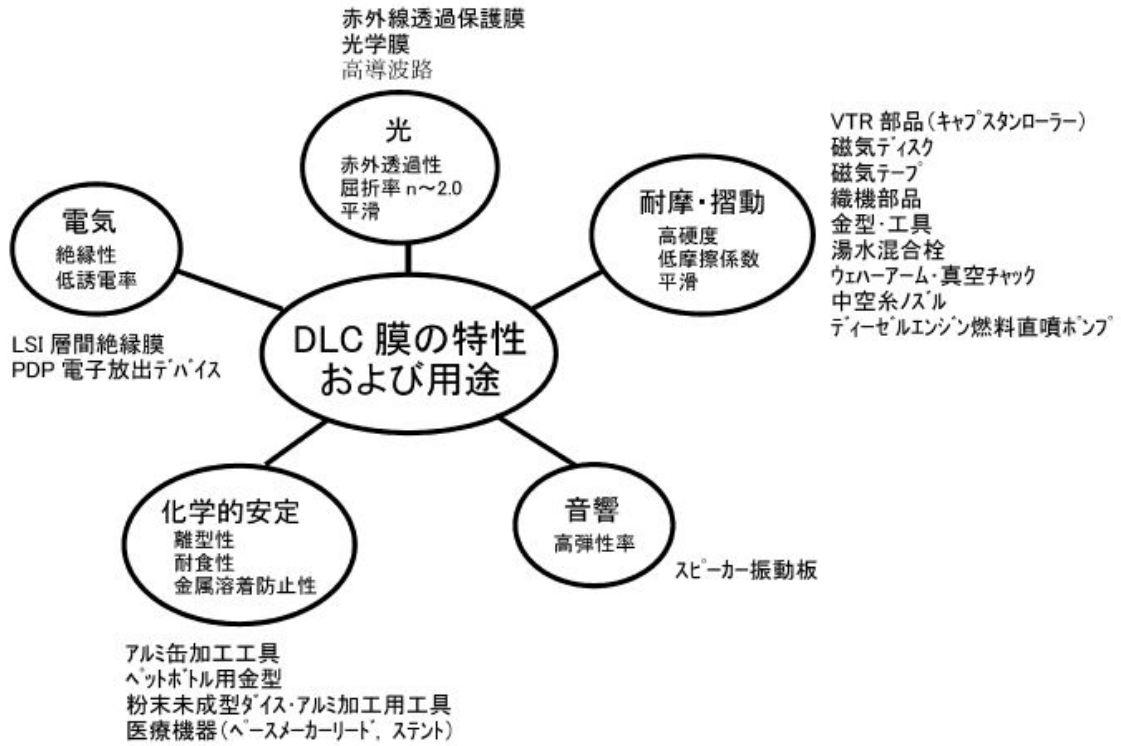 赤外線透過保護膜
光学膜
高導波路
光
赤外透過性
屈折率 n～2.0
平滑
VTR 部品(キャプスタンローラー)
磁気ディスク
磁気テープ
織機部品
金型・工具
湯水混合栓
ウェハーアーム・真空チャック
中空糸ノズル
ディーゼルエンジン燃料直噴ポンプ
耐摩・摺動
高硬度
低摩擦係数
平滑
電気
絶縁性
低誘電率
LSI 層間絶縁膜
PDP 電子放出デバイス
DLC 膜の特性
および用途
化学的安定
離型性
耐食性
金属溶着防止性
アルミ缶加工工具
ペットボトル用金型
粉末未成型ダイス・アルミ加工用工具
医療機器(ペースメーカーリード, ステント)
音響
高弾性率
スピーカー振動板